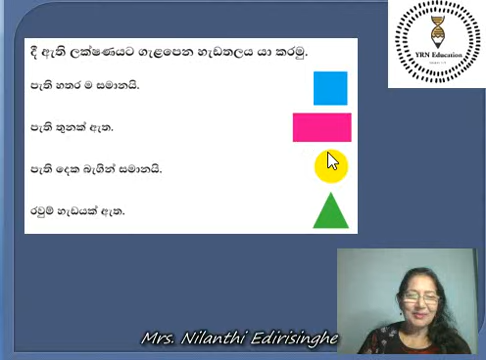 දී ඇති ලක්ෂණයට ගැළපෙන හැඩතලය යා කරමු.
YRN Education
පැති හතර ම සමානයි.
පැති තුනක් ඇත.
පැති දෙක බැගින් සමානයි.
රවුම් හැඩයක් ඇත.
Mrs. Nilanthi Edirisinghe